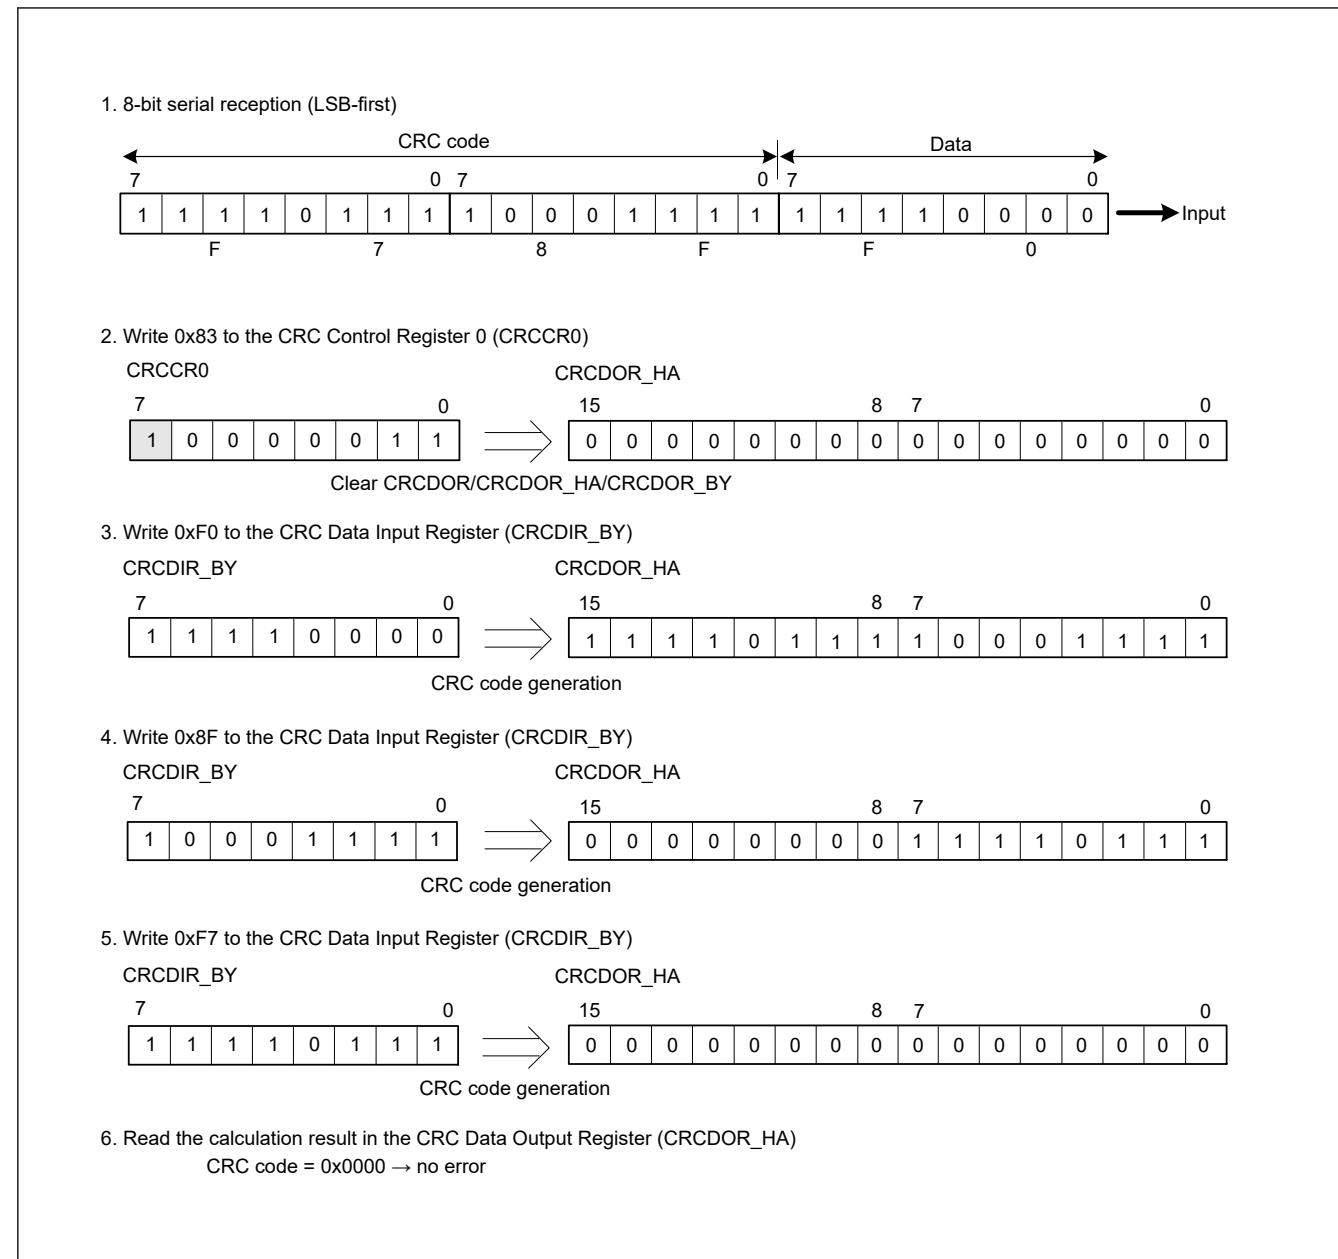 1. 8-bit serial reception (LSB-first)
CRC code Data
7 0 7 0 7 0
1 1 1 1 0 1 1 1 1 0 0 0 1 1 1 1 1 1 1 1 0 0 0 0 Input
F 7 8 F F 0
2. Write 0x83 to the CRC Control Register 0 (CRCCR0)
CRCCR0 CRCDOR_HA
7 0 15 8 7 0
1 0 0 0 0 0 1 1 0 0 0 0 0 0 0 0 0 0 0 0 0 0 0 0
Clear CRCDOR/CRCDOR_HA/CRCDOR_BY
3. Write 0xF0 to the CRC Data Input Register (CRCDIR_BY)
CRCDIR_BY CRCDOR_HA
7 0 15 8 7 0
1 1 1 1 0 0 0 0 1 1 1 1 0 1 1 1 1 0 0 0 1 1 1 1
CRC code generation
4. Write 0x8F to the CRC Data Input Register (CRCDIR_BY)
CRCDIR_BY CRCDOR_HA
7 0 15 8 7 0
1 0 0 0 1 1 1 1 0 0 0 0 0 0 0 0 1 1 1 1 0 1 1 1
CRC code generation
5. Write 0xF7 to the CRC Data Input Register (CRCDIR_BY)
CRCDIR_BY CRCDOR_HA
7 0 15 8 7 0
1 1 1 1 0 1 1 1 0 0 0 0 0 0 0 0 0 0 0 0 0 0 0 0
CRC code generation
6. Read the calculation result in the CRC Data Output Register (CRCDOR_HA)
CRC code = 0x0000 → no error